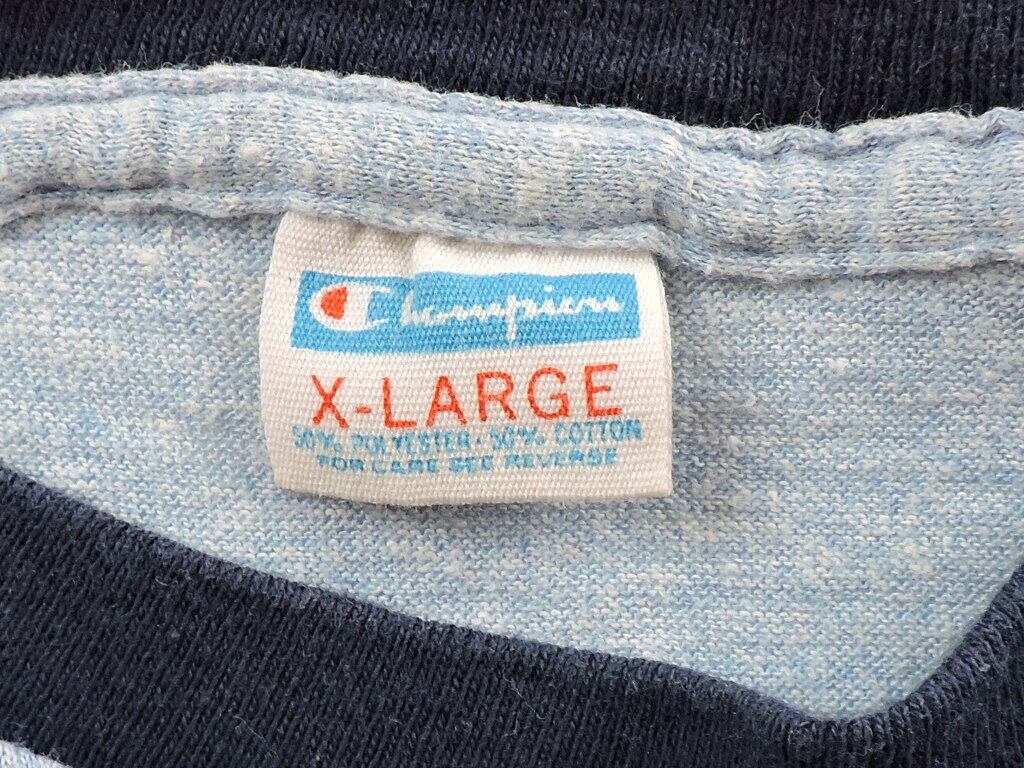 Champion
X-LARGE
50% POLYESTER·50% COTTON
FOR CARE SEE REVERSE